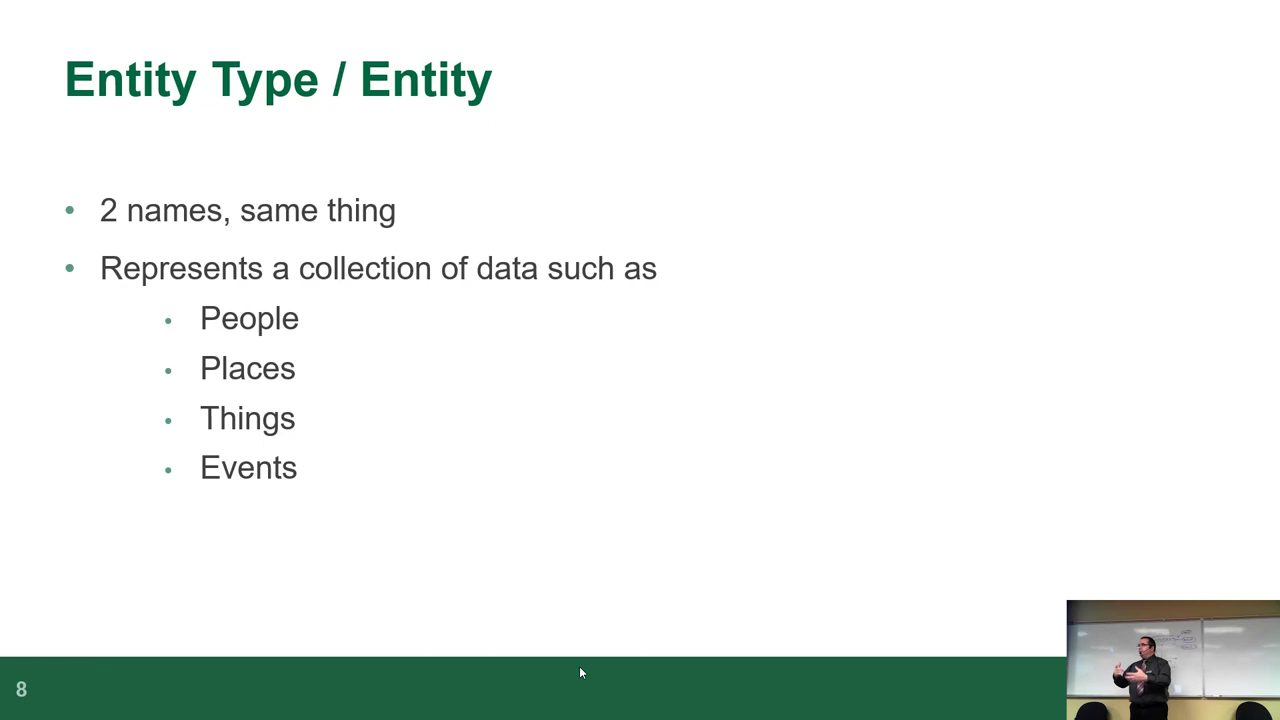 Entity Type / Entity
• 2 names, same thing
• Represents a collection of data such as
• People
• Places
• Things
• Events
8